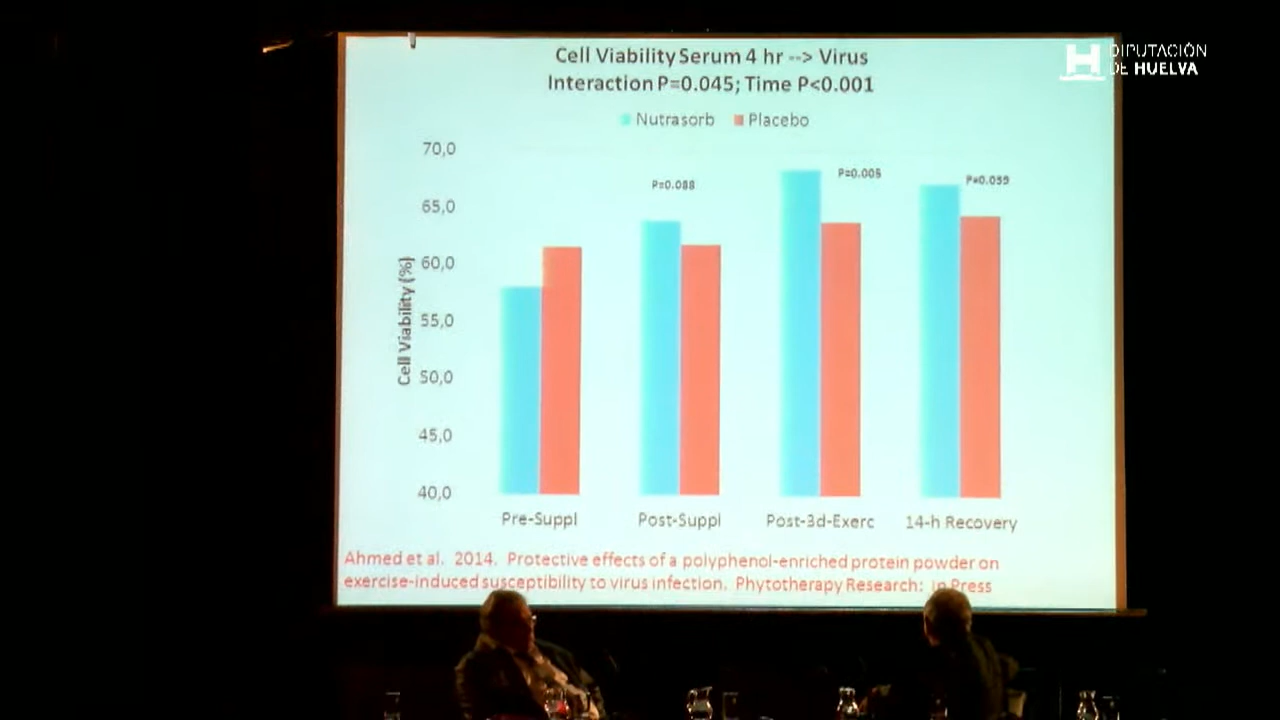 Cell Viability Serum 4 hr --> Virus
Interaction P=0.045; Time P<0.001
Nutrasorb Placebo
DIPUTACIÓN
DE HUELVA
Cell Viability (%)
70,0
65,0
60,0
55,0
50,0
45,0
40,0
P=0.088
P=0.005
P=0.059
Pre-Suppl Post-Suppl Post-3d-Exerc 14-h Recovery
Ahmed et al. 2014. Protective effects of a polyphenol-enriched protein powder on
exercise-induced susceptibility to virus infection. Phytotherapy Research: in Press